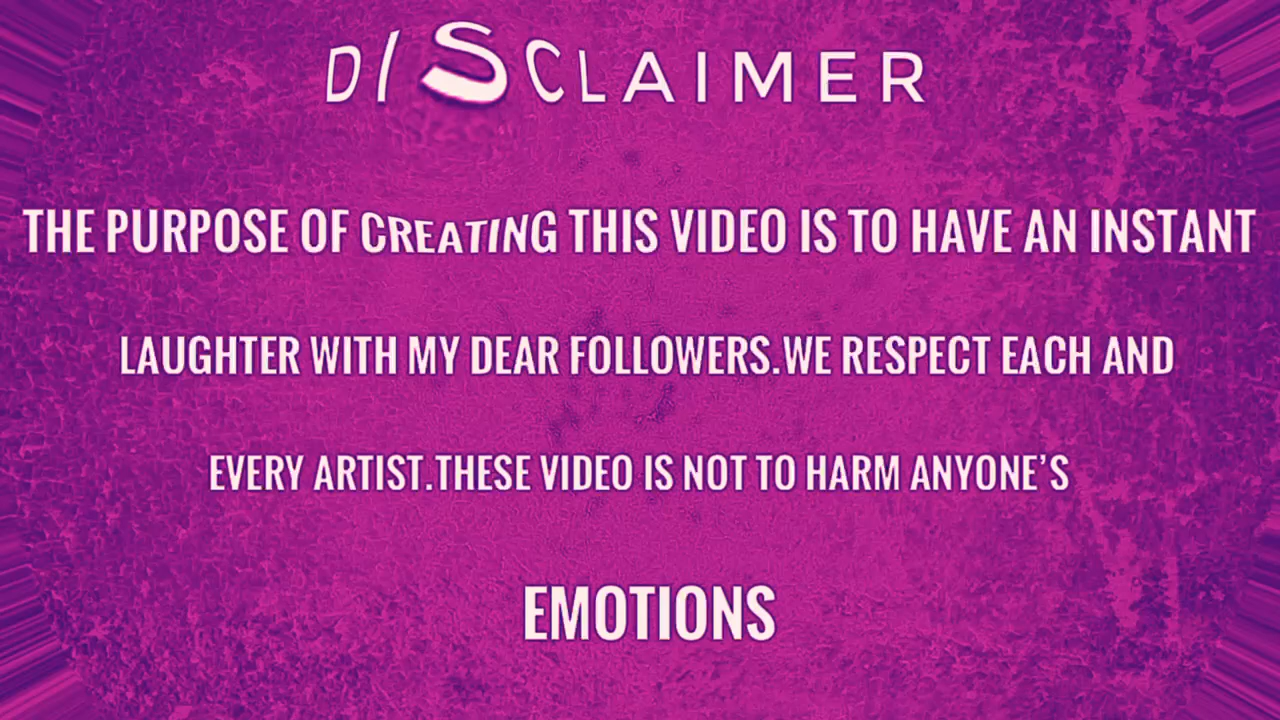 DISCLAIMER
THE PURPOSE OF CREATING THIS VIDEO IS TO HAVE AN INSTANT
LAUGHTER WITH MY DEAR FOLLOWERS.WE RESPECT EACH AND
EVERY ARTIST.THESE VIDEO IS NOT TO HARM ANYONE’S
EMOTIONS